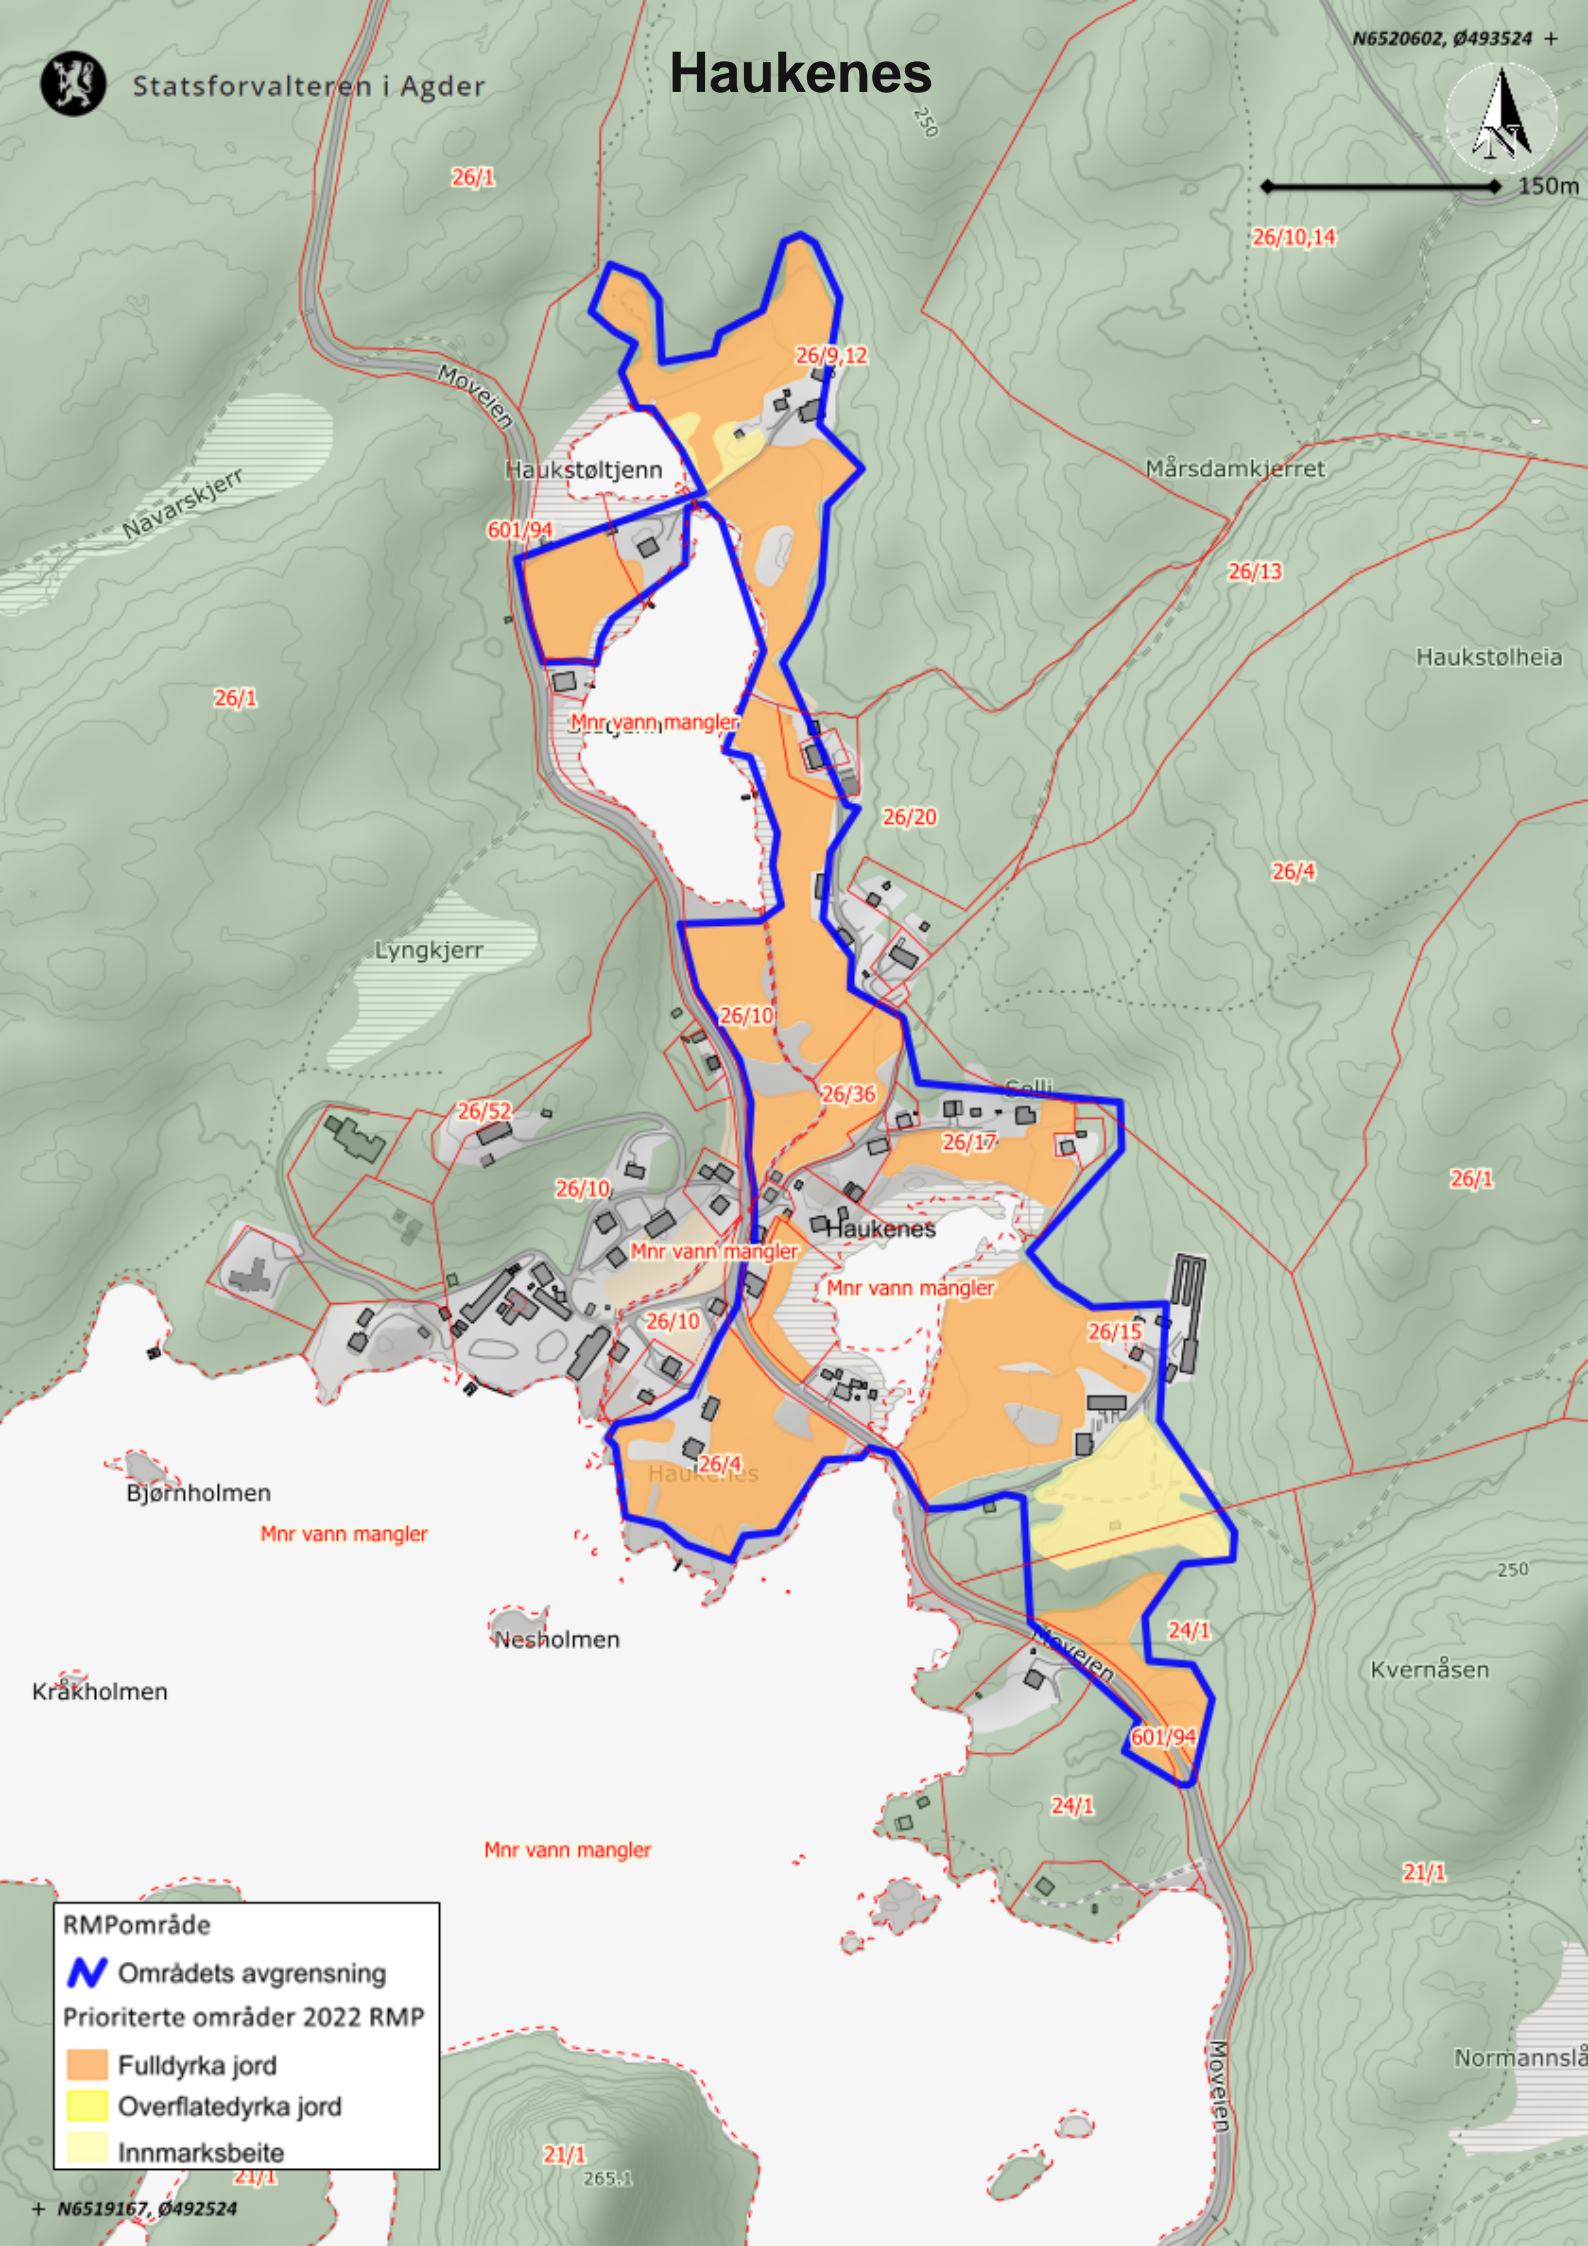 Haukenes
N6520602, Ø493524 +
Statsforvalteren i Agder
N
150m
250
26/1
26/10,14
26/9,12
Moveien
Haukstøltjenn
Mårsdamkjerret
Navarskjerr
601/94
26/13
Haukstølheia
26/1
Mnr vann mangler
26/20
26/4
Lyngkjerr
26/10
26/36
Selli
26/52
26/17
26/10
26/1
Haukenes
Mnr vann mangler
Mnr vann mangler
26/10
26/15
26/4
Haukenes
Bjørnholmen
Mnr vann mangler
250
Nesholmen
24/1
Moveien
Kvernåsen
Kråkholmen
601/94
24/1
Mnr vann mangler
21/1
RMPområde
Områdets avgrensning
Prioriterte områder 2022 RMP
Fulldyrka jord
Overflatedyrka jord
Innmarksbeite
Normannslå
Moveien
21/1
21/1
265.1
+ N6519167, Ø492524